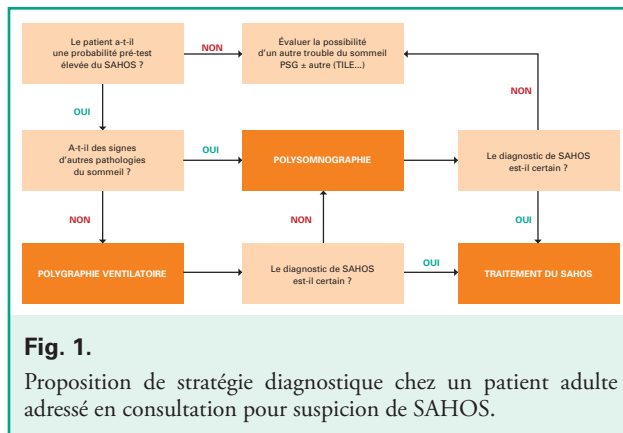 Le patient a-t-il
une probabilité pré-test
élevée du SAHOS ?
NON
Évaluer la possibilité
d'un autre trouble du sommeil
PSG ± autre (TILE...)
OUI
NON
A-t-il des signes
d'autres pathologies
du sommeil ?
OUI
POLYSOMNOGRAPHIE
Le diagnostic de SAHOS
est-il certain ?
NON
NON
OUI
POLYGRAPHIE VENTILATOIRE
Le diagnostic de SAHOS
est-il certain ?
OUI
TRAITEMENT DU SAHOS
Fig. 1.
Proposition de stratégie diagnostique chez un patient adulte
adressé en consultation pour suspicion de SAHOS.